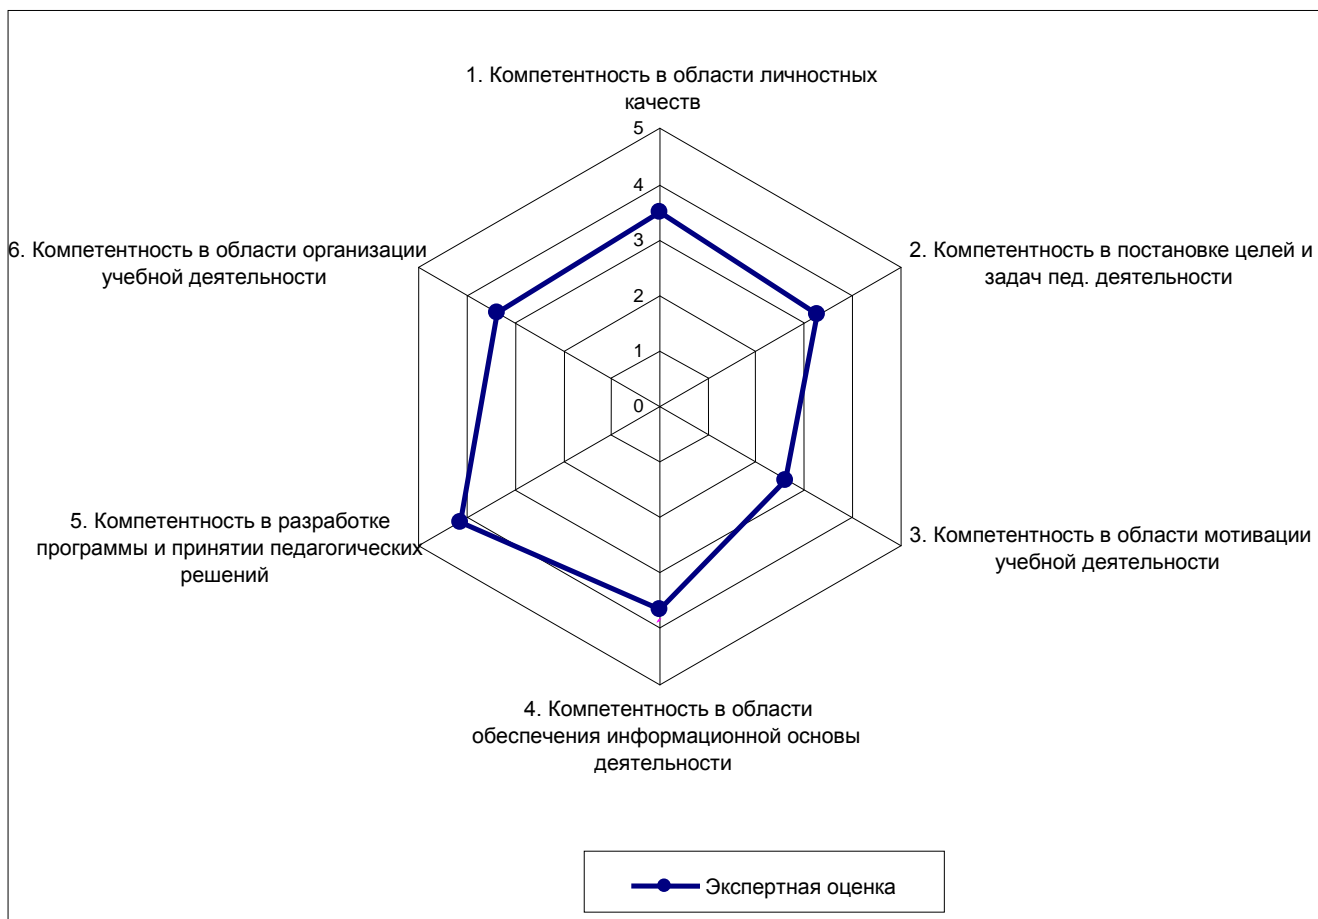 1. Компетентность в области личностных
качеств
5
4
3
2
1
0
2. Компетентность в постановке целей и
задач пед. деятельности
3. Компетентность в области мотивации
учебной деятельности
4. Компетентность в области
обеспечения информационной основы
деятельности
5. Компетентность в разработке
программы и принятии педагогических
решений
6. Компетентность в области организации
учебной деятельности
Экспертная оценка